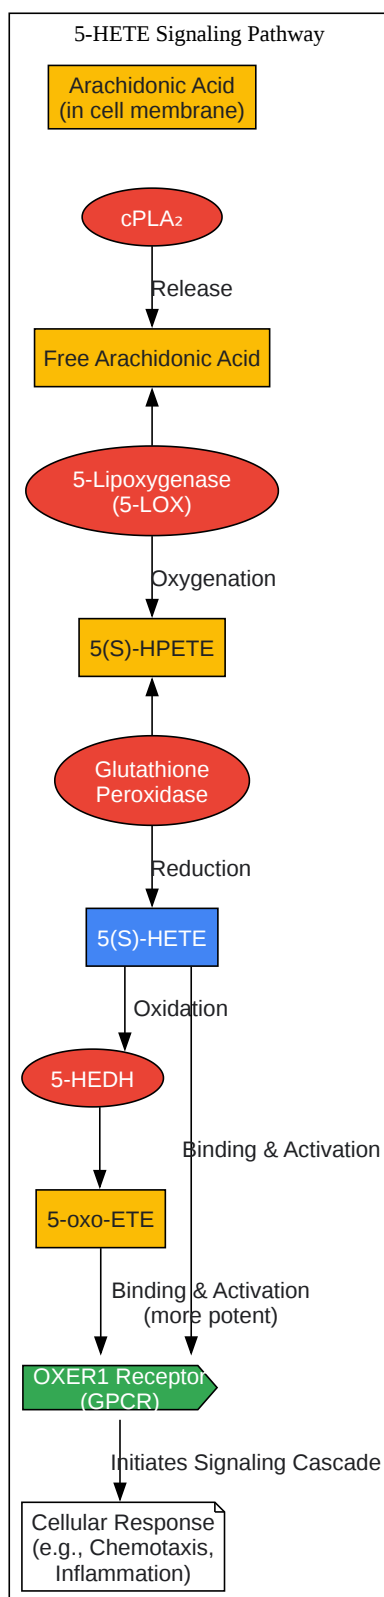 5-HETE Signaling Pathway
Arachidonic Acid
(in cell membrane)
cPLA₂
Release
Free Arachidonic Acid
5-Lipoxygenase
(5-LOX)
Oxygenation
5(S)-HPETE
Glutathione
Peroxidase
Reduction
5(S)-HETE
Oxidation
5-HEDH
Binding & Activation
5-oxo-ETE
Binding & Activation
(more potent)
OXER1 Receptor
(GPCR)
Initiates Signaling Cascade
Cellular Response
(e.g., Chemotaxis,
Inflammation)